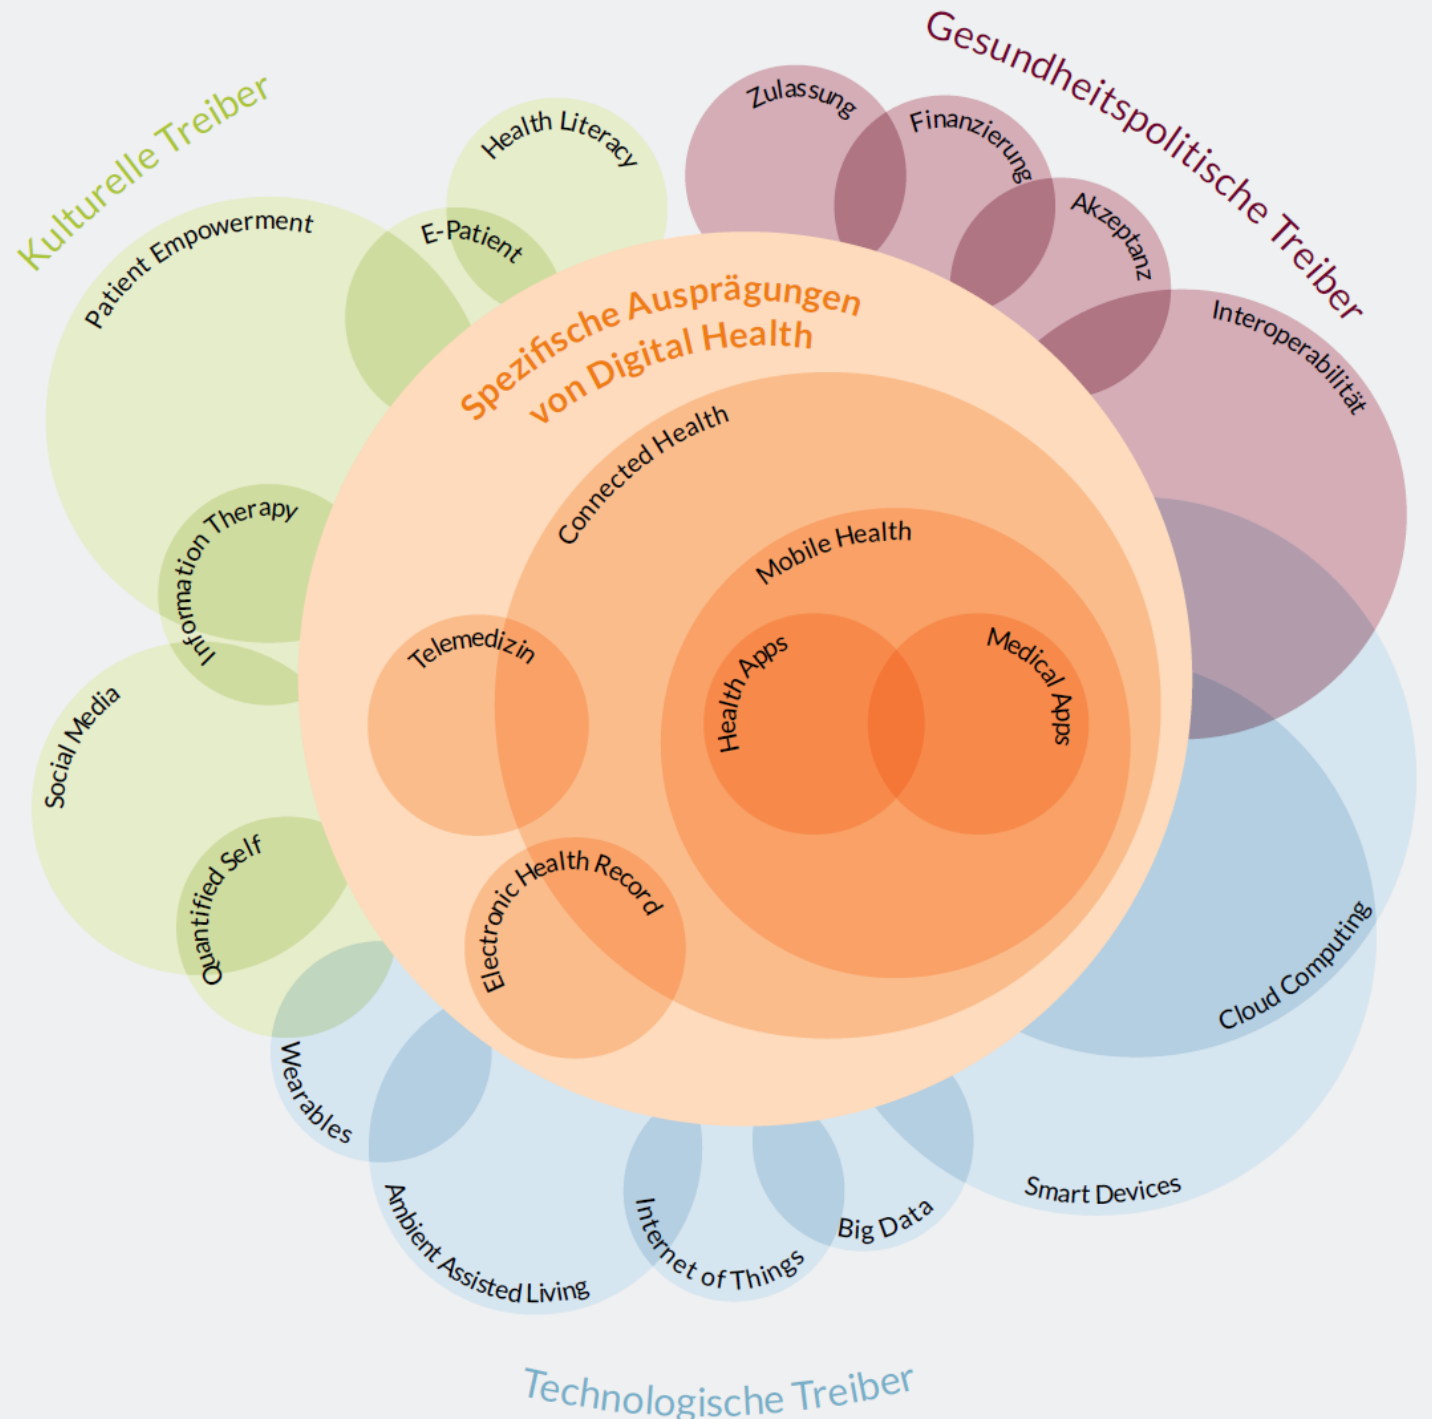 Kulturelle Treiber
Gesundheitspolitische Treiber
Health Literacy
E-Patient
Patient Empowerment
Information Therapy
Social Media
Quantified Self
Zulassung
Finanzierung
Akzeptanz
Interoperabilität
Spezifische Ausprägungen
von Digital Health
Connected Health
Mobile Health
Telemedizin
Health Apps
Medical Apps
Electronic Health Record
Wearables
Ambient Assisted Living
Internet of Things
Big Data
Smart Devices
Cloud Computing
Technologische Treiber